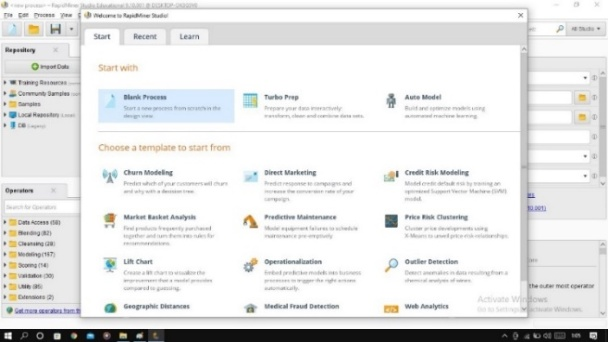 <new process> – RapidMiner Studio Educational
File Edit Process View
Welcome to RapidMiner Studio!
Start Recent Learn
All Studio
Repository
Import Data
Training Resources
Community Samples
Samples
Local Repository (Local)
DB (Legacy)
Start with
Blank Process
Start a new process from scratch in the
design view.
Turbo Prep
Prepare your data interactively:
transform, clean and combine data sets.
Auto Model
Build and optimize models using
automated machine learning.
Choose a template to start from
Churn Modeling
Predict which of your customers will churn
and why with a decision tree.
Direct Marketing
Predict response to campaigns and
increase the conversion rate of your
campaign.
Credit Risk Modeling
Model credit default risk by training an
optimized Support Vector Machine (SVM)
model.
Operators
Search for Operators
Data Access (58)
Blending (82)
Cleansing (28)
Modeling (167)
Scoring (14)
Validation (30)
Utility (85)
Extensions (2)
Get more operators from the
Market Basket Analysis
Find products frequently purchased
together and turn them into rules for
recommendations.
Predictive Maintenance
Model equipment failures to schedule
maintenance pre-emptively.
Price Risk Clustering
Cluster price developments using
X-Means to unveil price risk relationships.
Lift Chart
Create a lift chart to visualize the
improvement that a model provides
compared to guessing.
Operationalization
Embed predictive models into business
processes to trigger the right actions
automatically.
Outlier Detection
Detect anomalies in data resulting from a
chemical analysis of wines.
Geographic Distances
Medical Fraud Detection
Web Analytics
the outer most operator
Activate Windows
Go to Settings to activate Windows.